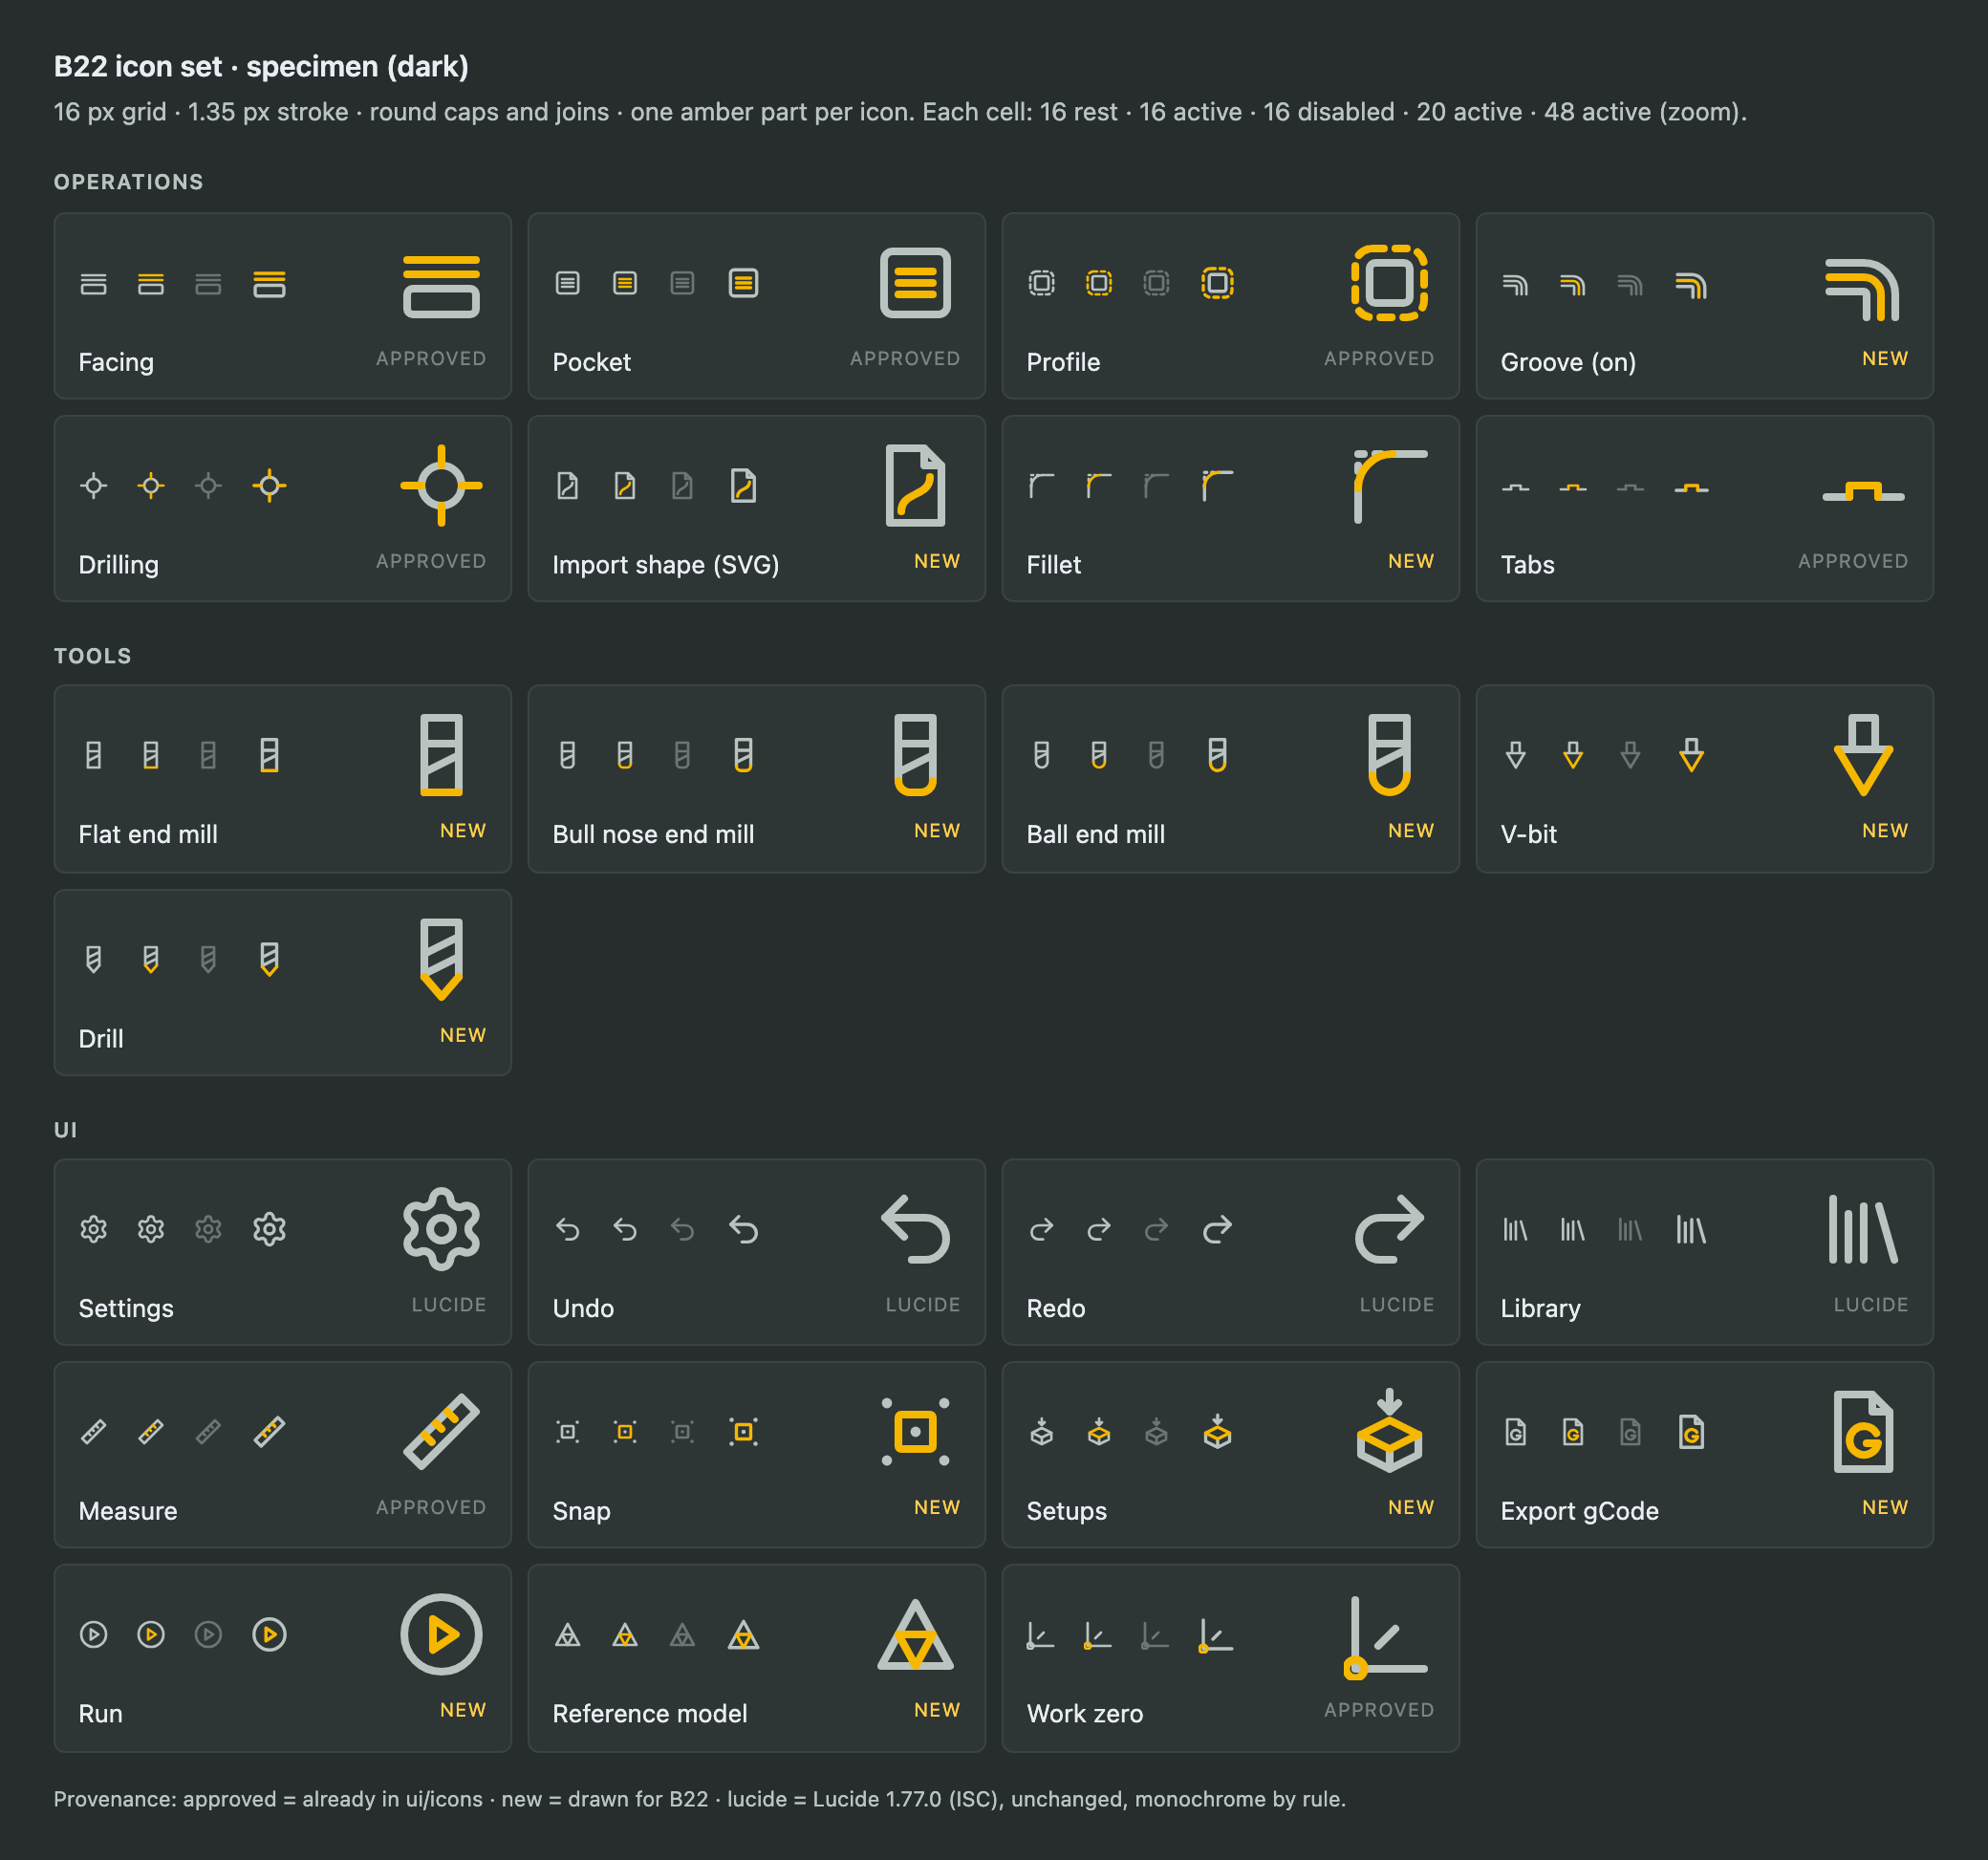 B22 icon set · specimen (dark)
16 px grid · 1.35 px stroke · round caps and joins · one amber part per icon. Each cell: 16 rest · 16 active · 16 disabled · 20 active · 48 active (zoom).
OPERATIONS
Facing APPROVED
Pocket APPROVED
Profile APPROVED
Groove (on) NEW
Drilling APPROVED
Import shape (SVG) NEW
Fillet NEW
Tabs APPROVED
TOOLS
Flat end mill NEW
Bull nose end mill NEW
Ball end mill NEW
V-bit NEW
Drill NEW
UI
Settings LUCIDE
Undo LUCIDE
Redo LUCIDE
Library LUCIDE
Measure APPROVED
Snap NEW
Setups NEW
G G G G G
Export gCode NEW
Run NEW
Reference model NEW
Work zero APPROVED
Provenance: approved = already in ui/icons · new = drawn for B22 · lucide = Lucide 1.77.0 (ISC), unchanged, monochrome by rule.